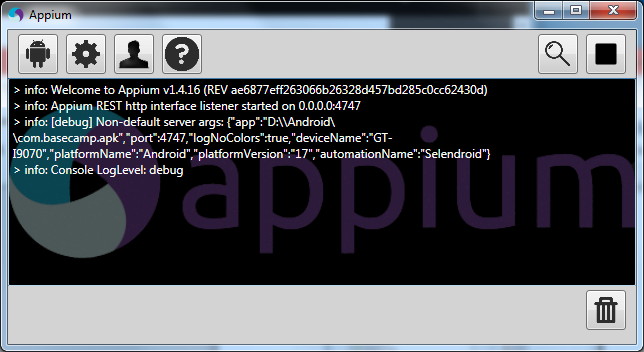 Appium
> info: Welcome to Appium v1.4.16 (REV ae6877eff263066b26328d457bd285c0cc62430d)
> info: Appium REST http interface listener started on 0.0.0.0:4747
> info: [debug] Non-default server args: {"app":"D:\\Android\
\com.basecamp.apk","port":4747,"logNoColors":true,"deviceName":"GT-
I9070","platformName":"Android","platformVersion":"17","automationName":"Selendroid"}
> info: Console LogLevel: debug
appium